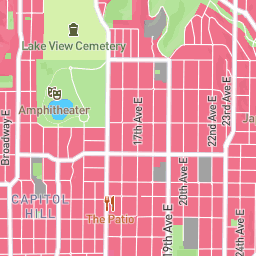 Lake View Cemetery
Amphitheater
Broadway E
17th Ave E
22nd Ave E
23rd Ave E
Ja
CAPITOL
HILL
The Patio
19th Ave E
20th Ave E
24th Ave E